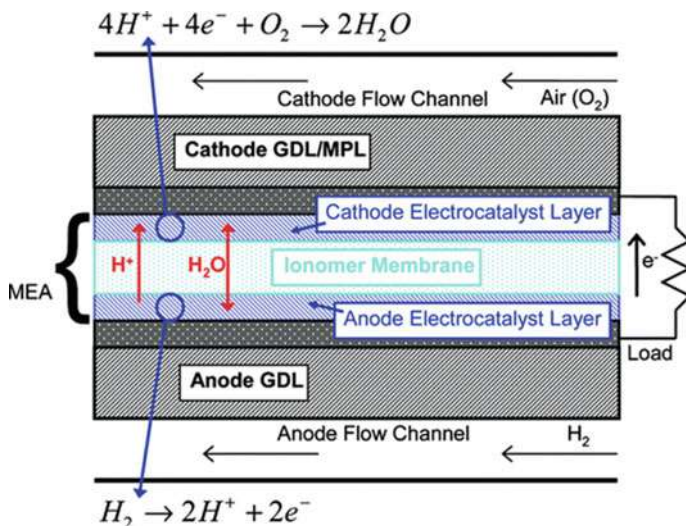 4H⁺ + 4e⁻ + O₂ → 2H₂O
Cathode Flow Channel Air (O₂)
Cathode GDL/MPL
Cathode Electrocatalyst Layer
H⁺ H₂O Ionomer Membrane e⁻
MEA
Anode Electrocatalyst Layer
Load
Anode GDL
Anode Flow Channel H₂
H₂ → 2H⁺ + 2e⁻